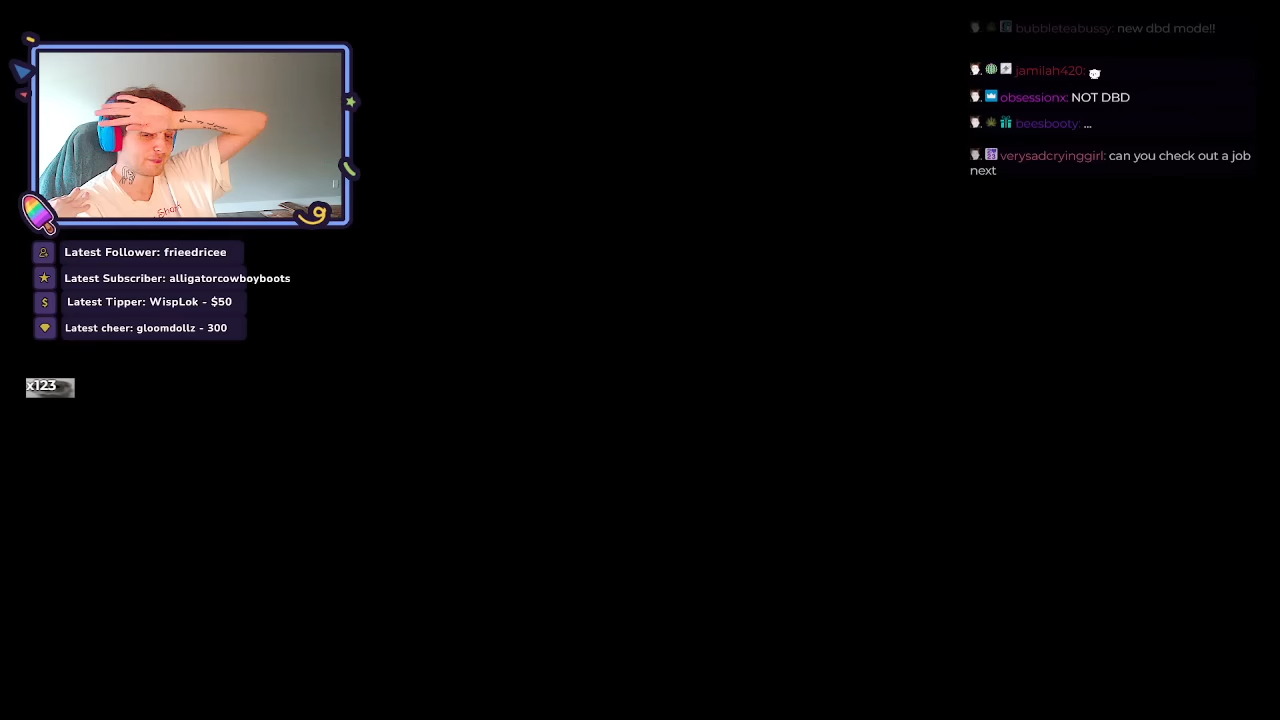 bubbleteabussy: new dbd mode!!
jamilah420:
obsessionx: NOT DBD
beesbooty: ...
verysadcryinggirl: can you check out a job
next
Latest Follower: frieedricee
Latest Subscriber: alligatorcowboyboots
Latest Tipper: WispLok - $50
Latest cheer: gloomdollz - 300
x123